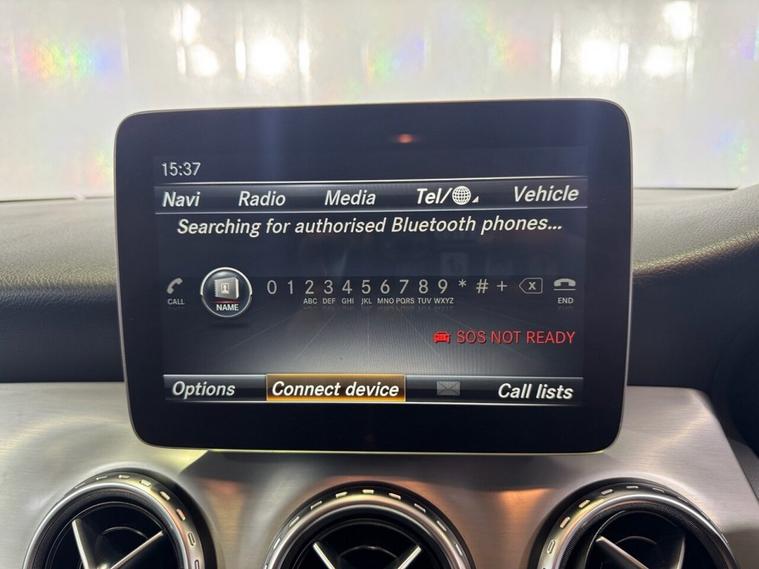 15:37
Navi Radio Media Tel/ Vehicle
Searching for authorised Bluetooth phones...
CALL NAME 0 1 2 3 4 5 6 7 8 9 * # + x END
ABC DEF GHI JKL MNO PQRS TUV WXYZ
SOS NOT READY
Options Connect device Call lists